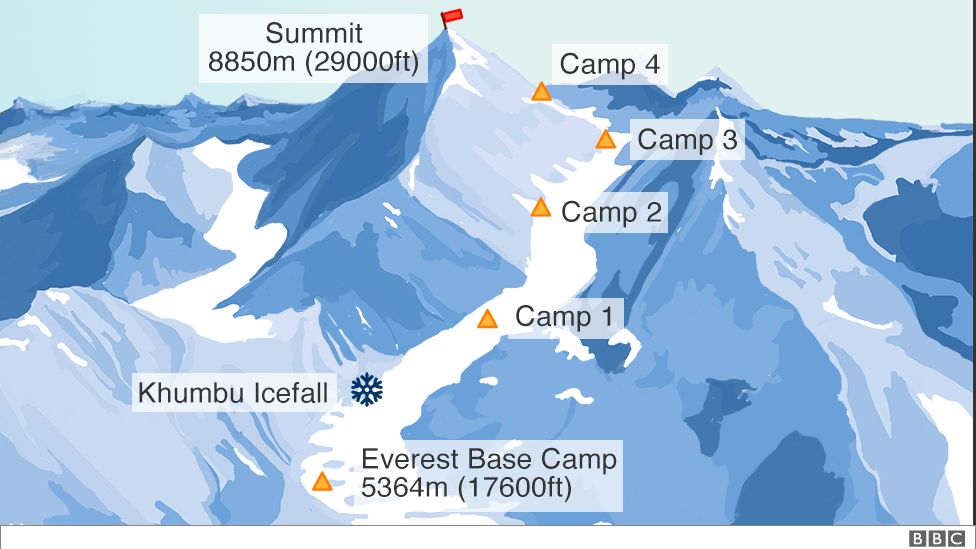 Summit
8850m (29000ft)
Camp 4
Camp 3
Camp 2
Camp 1
Khumbu Icefall
Everest Base Camp
5364m (17600ft)
BBC